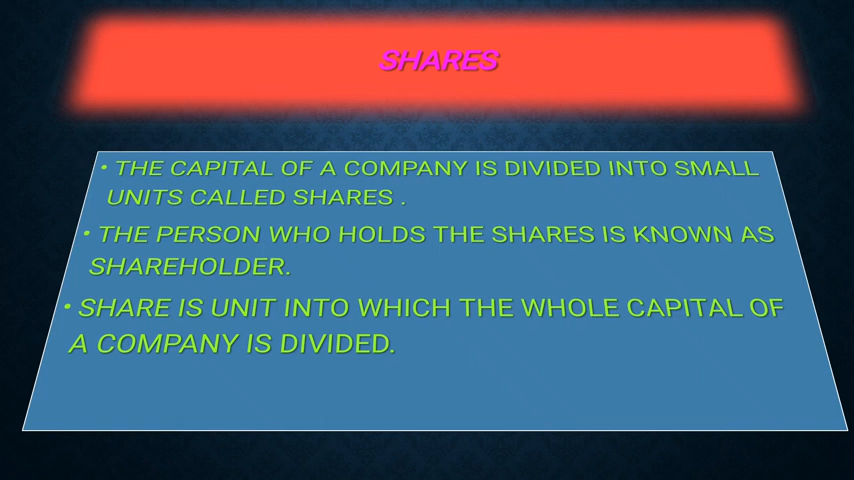 SHARES
• THE CAPITAL OF A COMPANY IS DIVIDED INTO SMALL
UNITS CALLED SHARES .
• THE PERSON WHO HOLDS THE SHARES IS KNOWN AS
SHAREHOLDER.
• SHARE IS UNIT INTO WHICH THE WHOLE CAPITAL OF
A COMPANY IS DIVIDED.